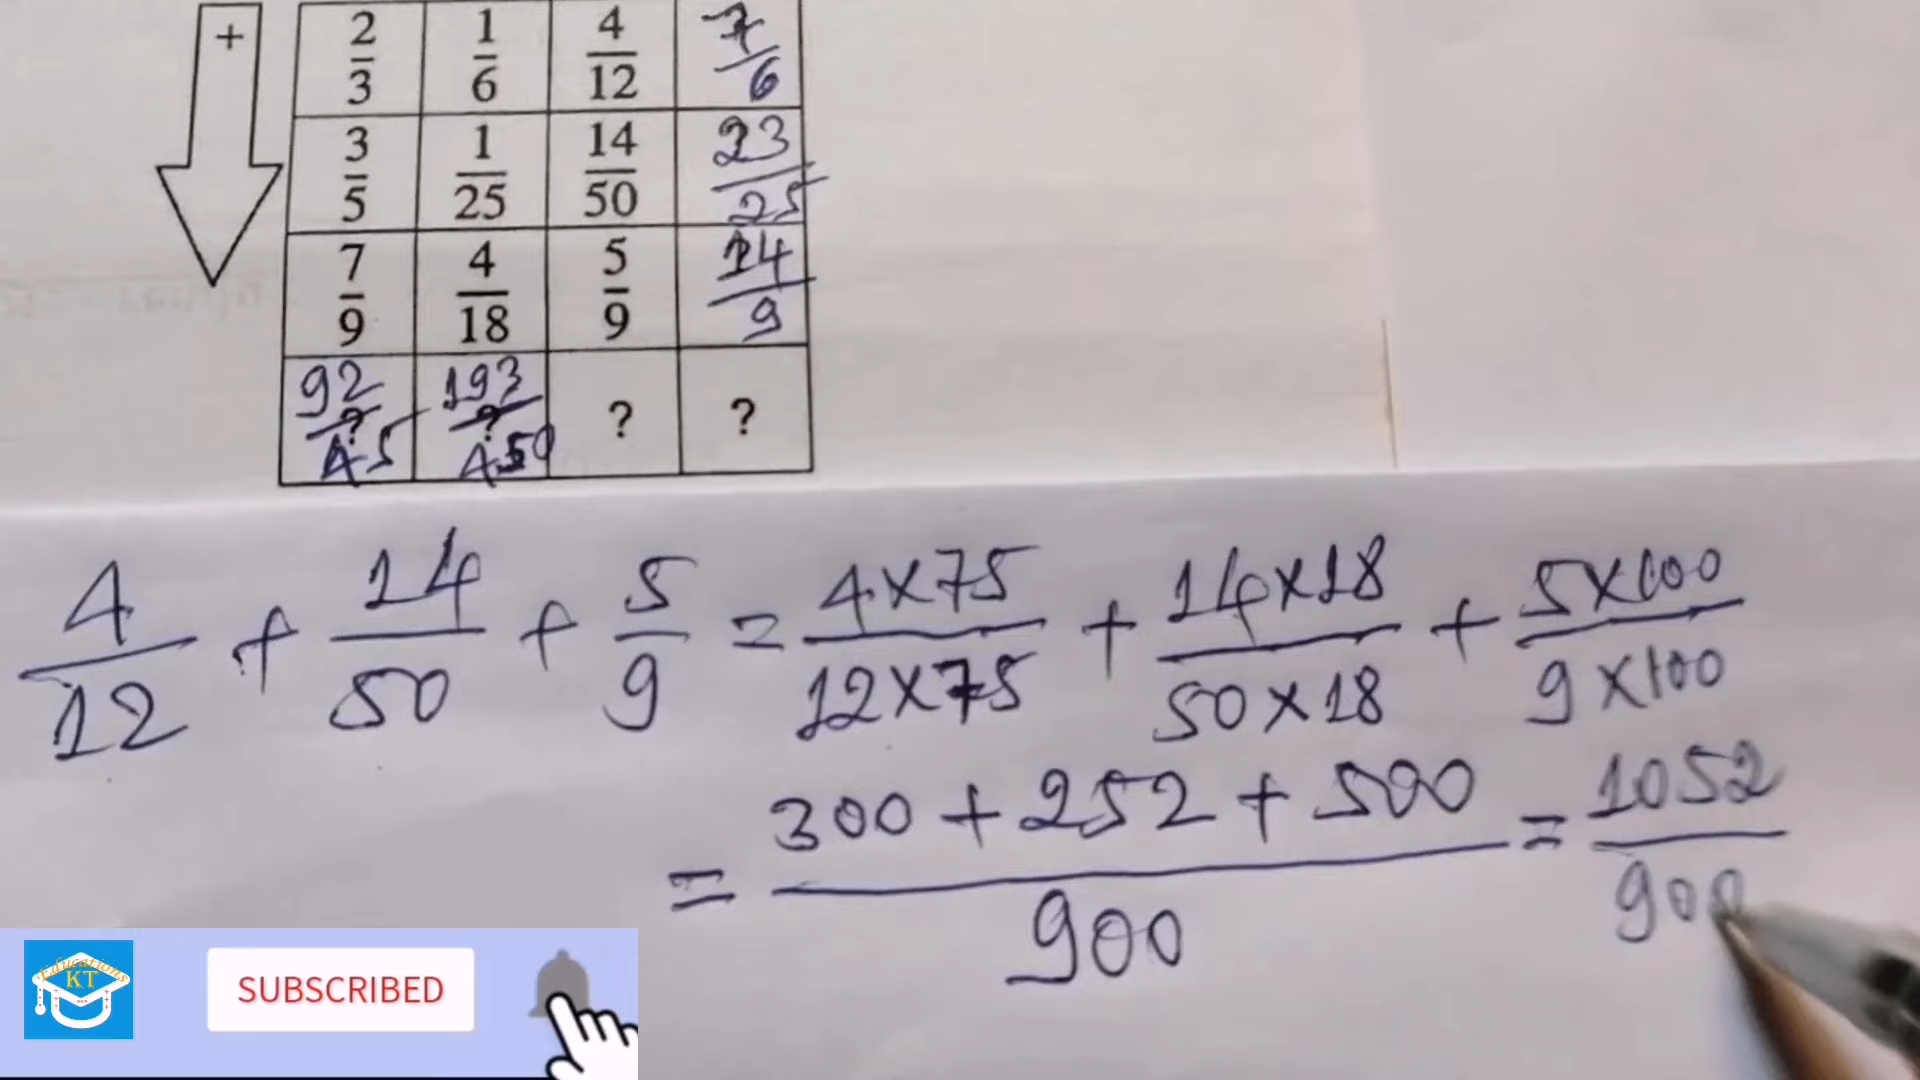 + 2/3 1/6 4/12 7/6
3/5 1/25 14/50 23/25
7/9 4/18 5/9 14/9
92/45 ? 193/450 ? ? ?
4/12 + 14/50 + 5/9 = 4×75/12×75 + 14×18/50×18 + 5×100/9×100
= 300+252+500/900 = 1052/900
Educations
KT
SUBSCRIBED